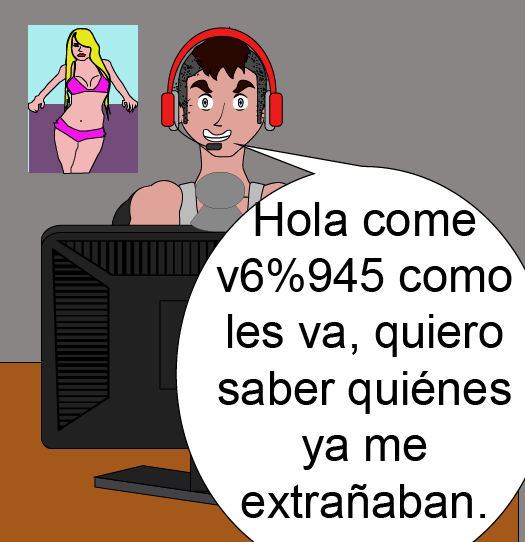 Hola come
v6%945 como
les va, quiero
saber quiénes
ya me
extrañaban.